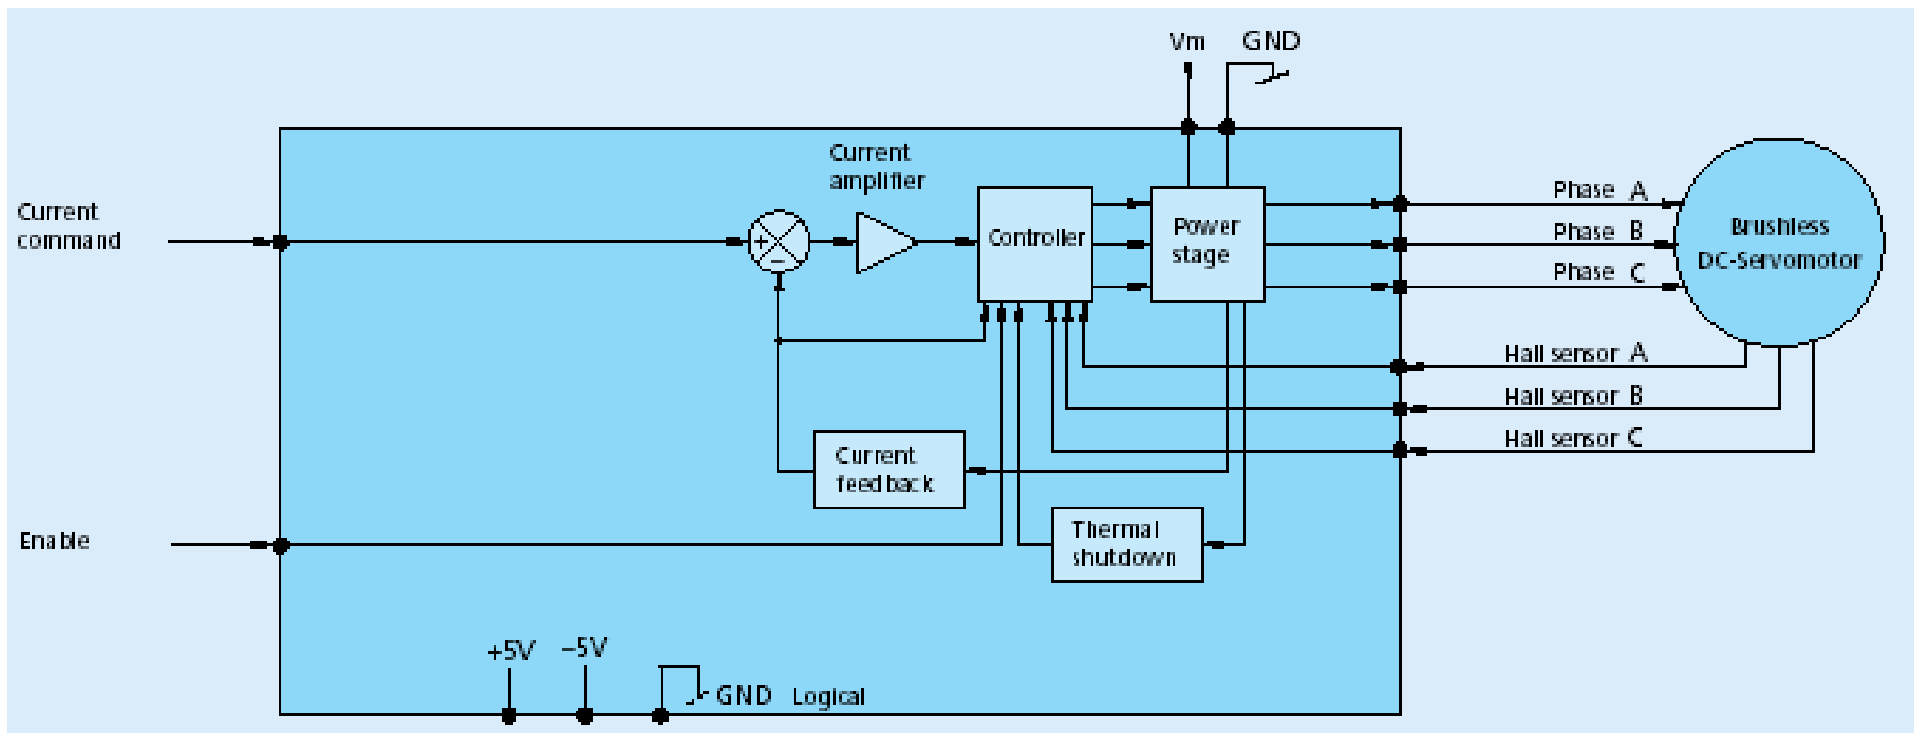 Vm
GND
Current
amplifier
Current
command
+
−
Controller
Power
stage
Phase A
Phase B
Phase C
Brushless
DC-Servomotor
Hall sensor A
Hall sensor B
Hall sensor C
Current
feedback
Enable
Thermal
shutdown
+5V
−5V
GND Logical